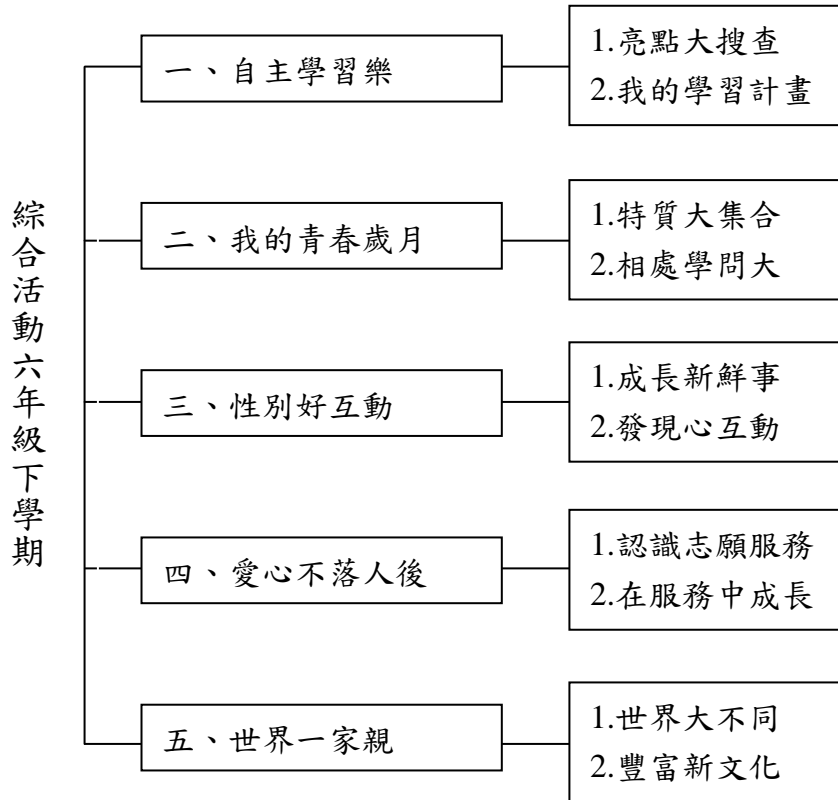 綜合活動六年級下學期
一、自主學習樂
1.亮點大搜查
2.我的學習計畫
二、我的青春歲月
1.特質大集合
2.相處學問大
三、性別好互動
1.成長新鮮事
2.發現心互動
四、愛心不落人後
1.認識志願服務
2.在服務中成長
五、世界一家親
1.世界大不同
2.豐富新文化